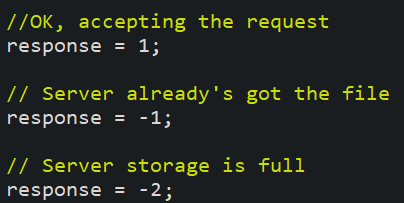 //OK, accepting the request
response = 1;
// Server already's got the file
response = -1;
// Server storage is full
response = -2;